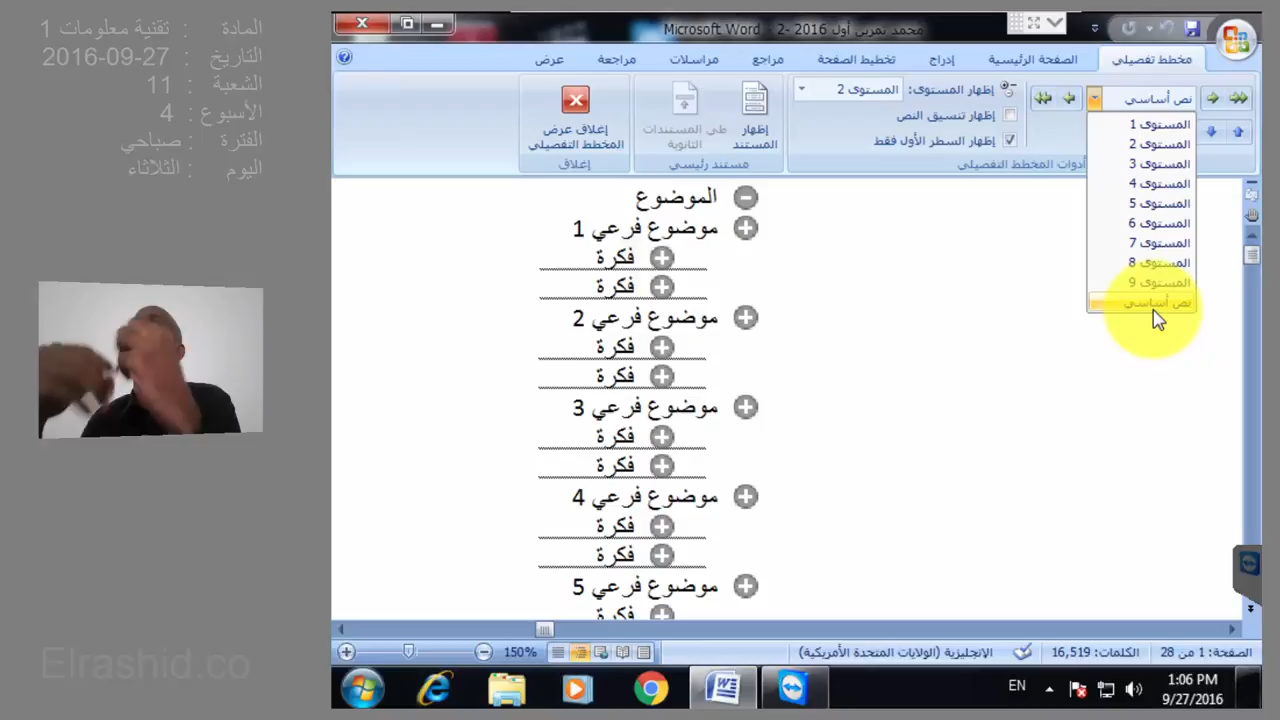 المادة : تقنية معلومات 1
التاريخ : 2016-09-27
الشعبة : 11
الأسبوع : 4
الفترة : صباحي
اليوم : الثلاثاء
محمد تمرين أول 2016 -2- Microsoft Word
مخطط تفصيلي
الصفحة الرئيسية
إدراج
تخطيط الصفحة
مراجع
مراسلات
مراجعة
عرض
نص أساسي
المستوى 1
المستوى 2
المستوى 3
المستوى 4
المستوى 5
المستوى 6
المستوى 7
المستوى 8
المستوى 9
نص أساسي
إظهار المستوى: المستوى 2
إظهار تنسيق النص
إظهار السطر الأول فقط
أدوات المخطط التفصيلي
إظهار المستند
طي المستندات الثانوية
مستند رئيسي
إغلاق عرض المخطط التفصيلي
إغلاق
الموضوع
موضوع فرعي 1
فكرة
فكرة
موضوع فرعي 2
فكرة
فكرة
موضوع فرعي 3
فكرة
فكرة
موضوع فرعي 4
فكرة
فكرة
موضوع فرعي 5
فكرة
الصفحة: 1 من 28
الكلمات: 16,519
الإنجليزية (الولايات المتحدة الأمريكية)
150%
EN
1:06 PM
9/27/2016
Elrashid.co